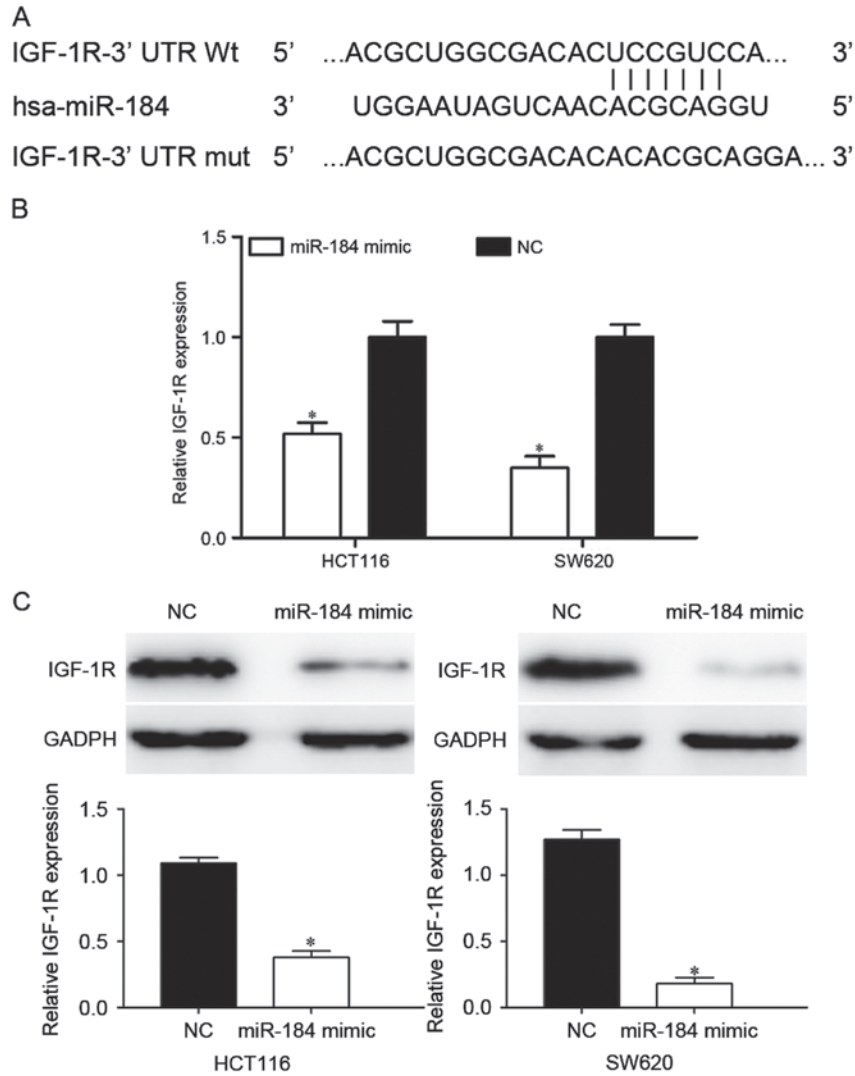 A
IGF-1R-3’ UTR Wt 5’ ...ACGCUGGCGACACUCCGUCCA... 3’
hsa-miR-184 3’ UGGAAUAGUCAACACGCAGGU 5’
IGF-1R-3’ UTR mut 5’ ...ACGCUGGCGACACACACGCAGGA... 3’
B
1.5
miR-184 mimic NC
1.0
0.5
0.0
Relative IGF-1R expression
* *
HCT116 SW620
C
NC miR-184 mimic NC miR-184 mimic
IGF-1R IGF-1R
GADPH GADPH
Relative IGF-1R expression
1.5
1.0
0.5
0.0
*
NC miR-184 mimic
HCT116
Relative IGF-1R expression
1.5
1.0
0.5
0.0
*
NC miR-184 mimic
SW620